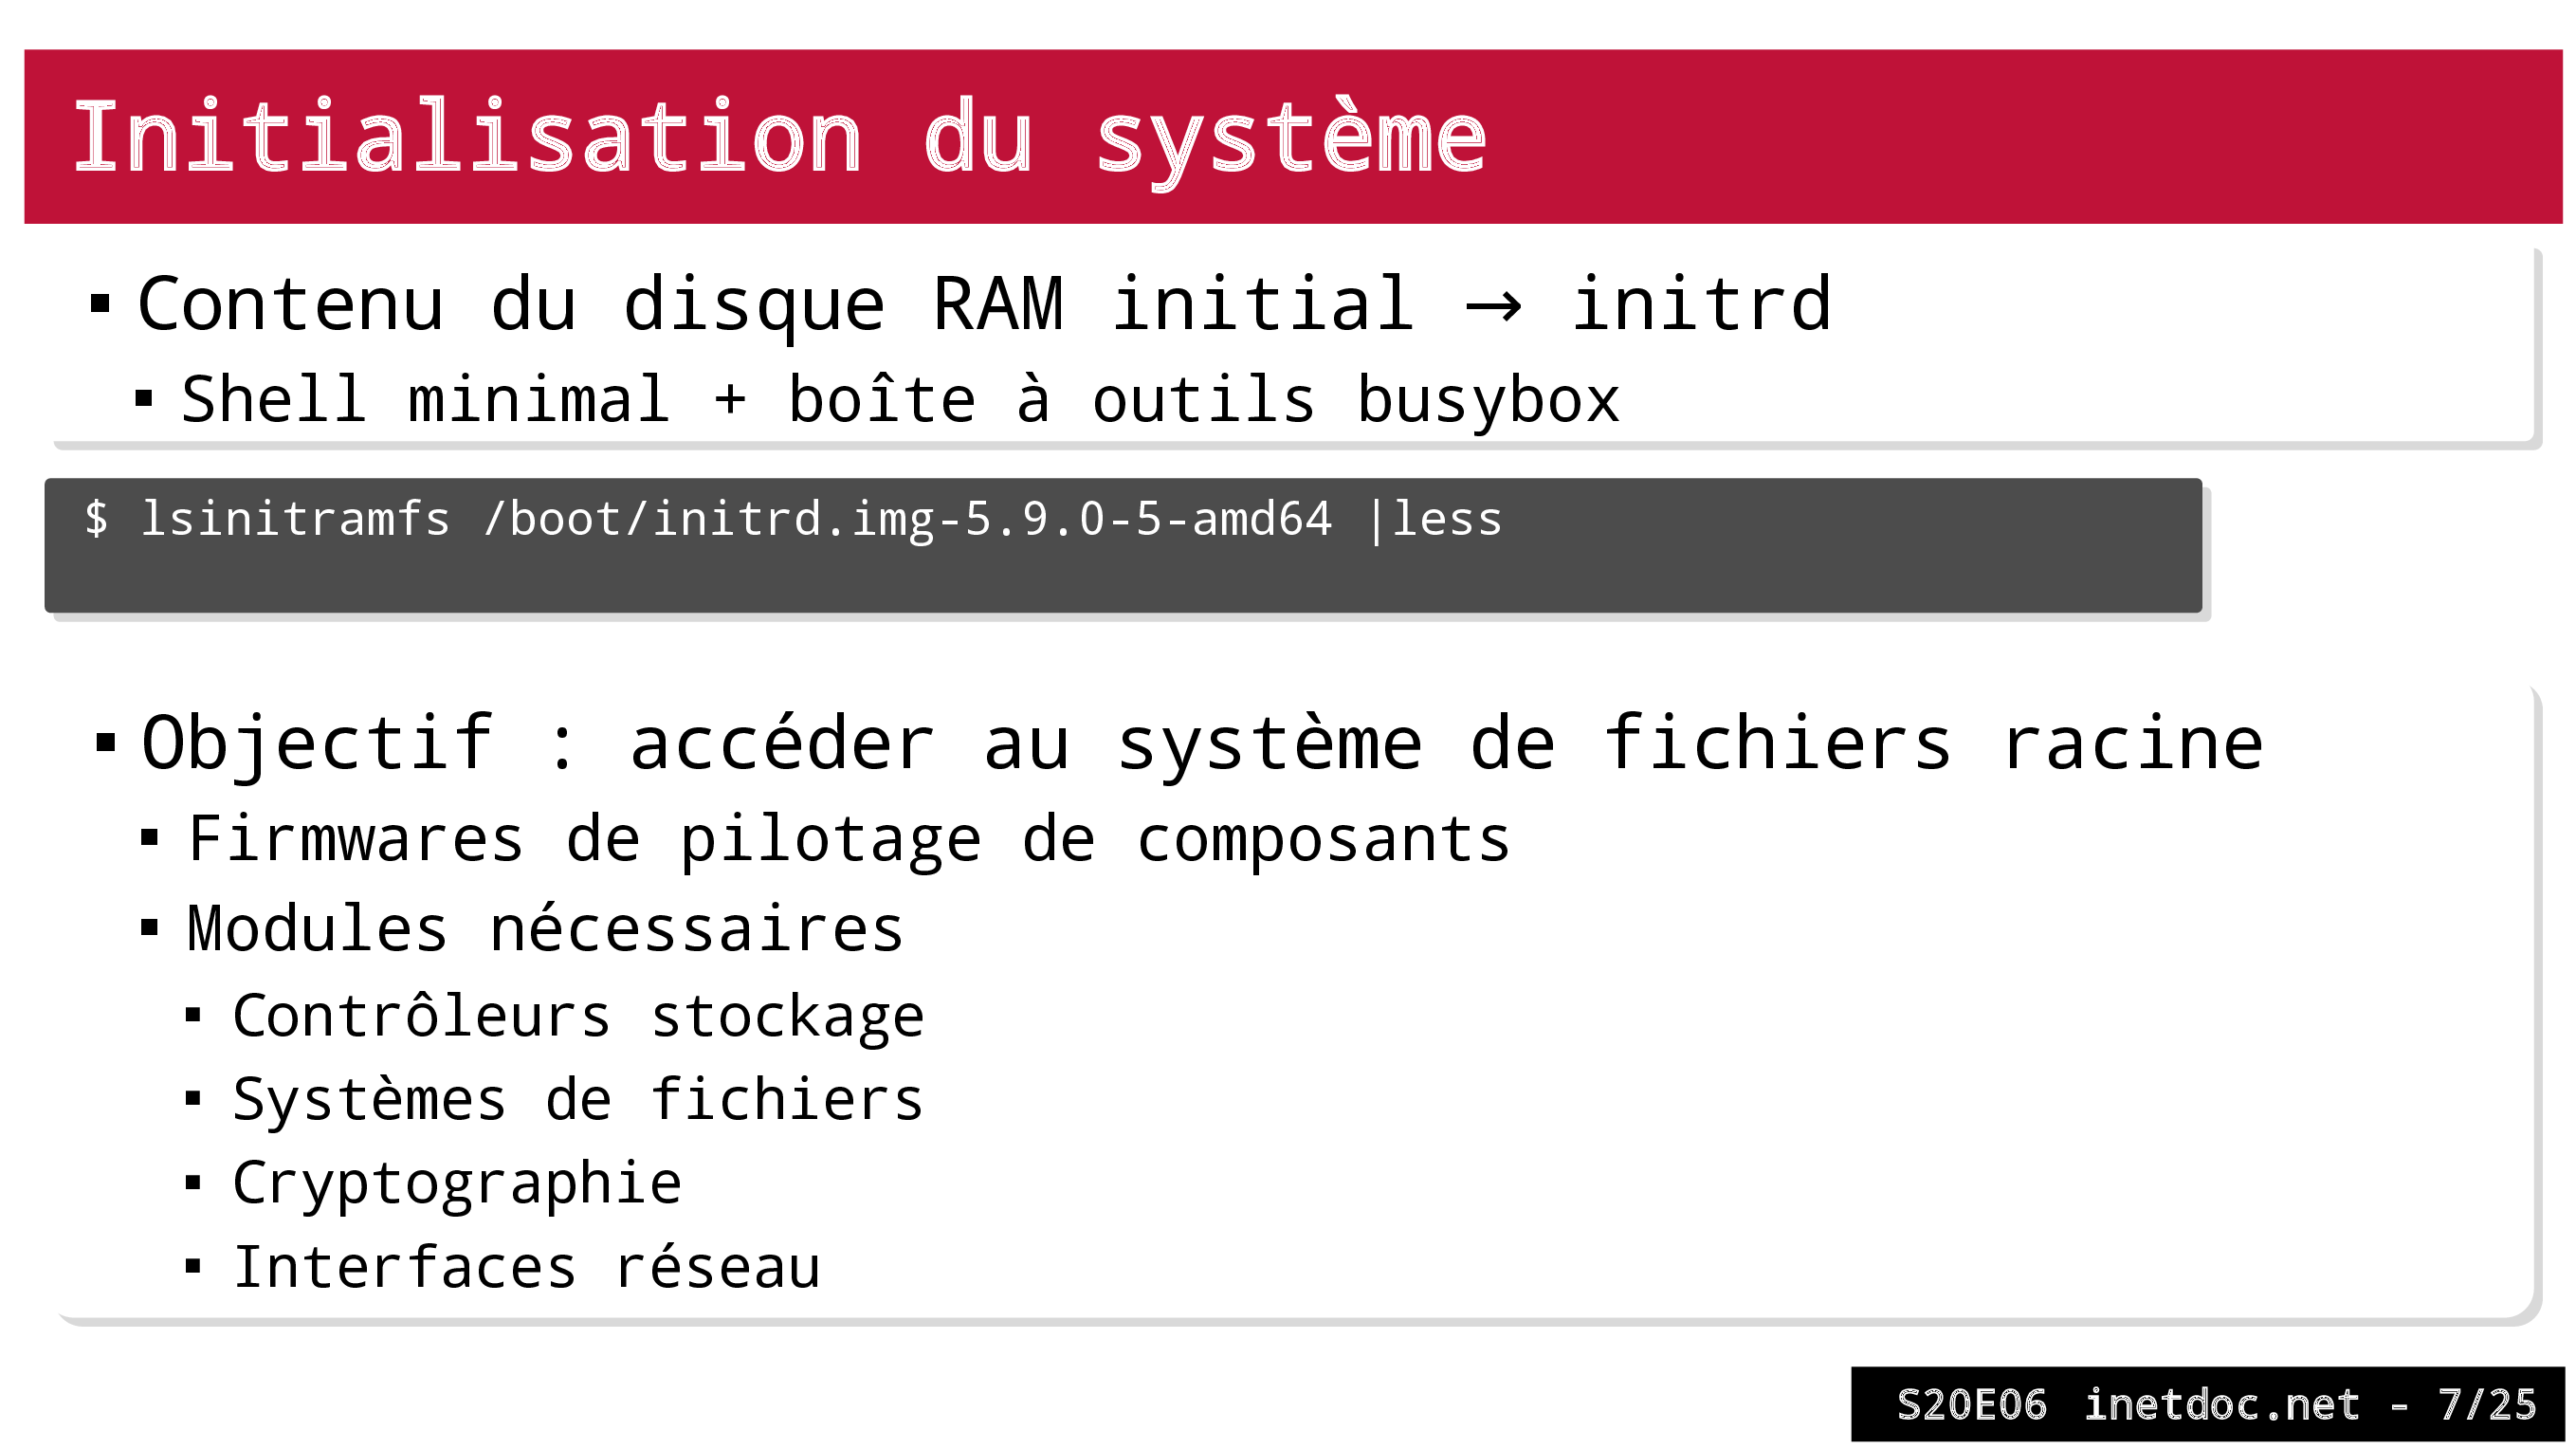 Initialisation du système
▪ Contenu du disque RAM initial → initrd
▪ Shell minimal + boîte à outils busybox
$ lsinitramfs /boot/initrd.img-5.9.0-5-amd64 |less
▪ Objectif : accéder au système de fichiers racine
▪ Firmwares de pilotage de composants
▪ Modules nécessaires
▪ Contrôleurs stockage
▪ Systèmes de fichiers
▪ Cryptographie
▪ Interfaces réseau
S20E06 inetdoc.net - 7/25